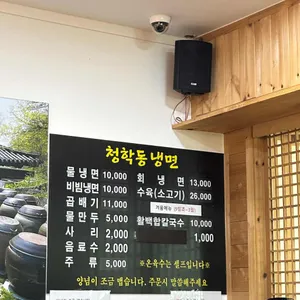 청학동냉면
물냉면 10,000
비빔냉면 10,000
곱배기 11,000
물만두 5,000
사리 2,000
음료수 2,000
주류 5,000
회냉면 13,000
수육(소고기) 26,000
활백합칼국수 10,000
1,000
※온육수는 셀프입니다※
양념이 조금 맵습니다. 주문시 말씀해주세요